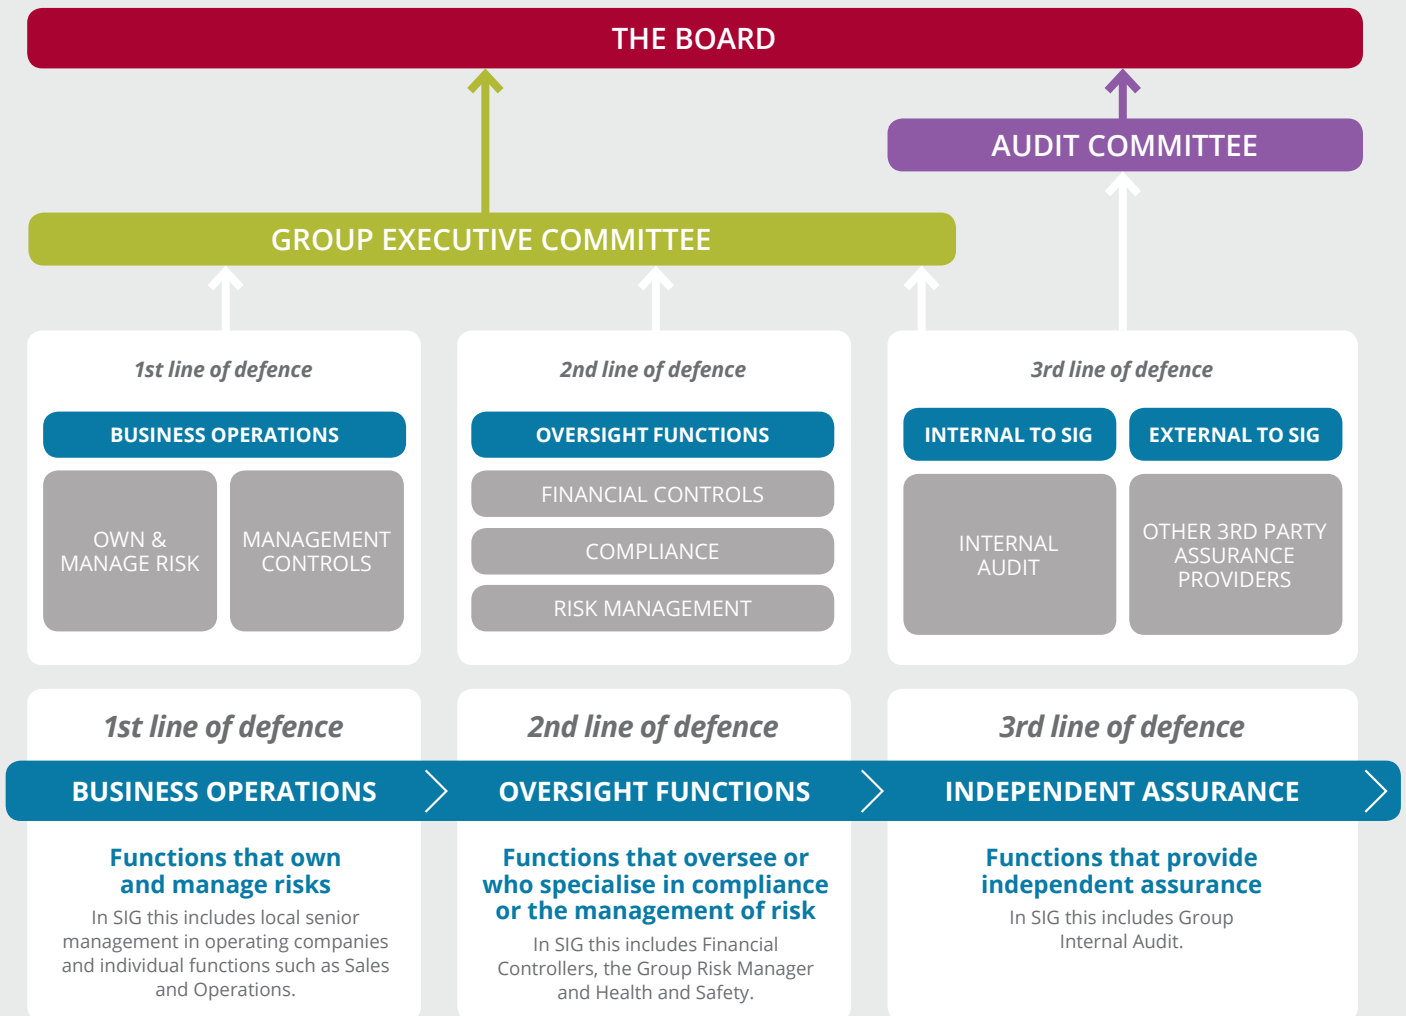 THE BOARD
AUDIT COMMITTEE
GROUP EXECUTIVE COMMITTEE
1st line of defence
BUSINESS OPERATIONS
OWN &
MANAGE RISK
MANAGEMENT
CONTROLS
2nd line of defence
OVERSIGHT FUNCTIONS
FINANCIAL CONTROLS
COMPLIANCE
RISK MANAGEMENT
3rd line of defence
INTERNAL TO SIG
INTERNAL
AUDIT
EXTERNAL TO SIG
OTHER 3RD PARTY
ASSURANCE
PROVIDERS
1st line of defence
BUSINESS OPERATIONS
Functions that own
and manage risks
In SIG this includes local senior
management in operating companies
and individual functions such as Sales
and Operations.
2nd line of defence
OVERSIGHT FUNCTIONS
Functions that oversee or
who specialise in compliance
or the management of risk
In SIG this includes Financial
Controllers, the Group Risk Manager
and Health and Safety.
3rd line of defence
INDEPENDENT ASSURANCE
Functions that provide
independent assurance
In SIG this includes Group
Internal Audit.